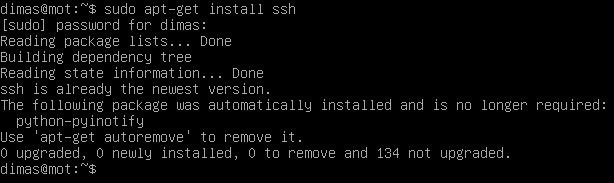 dimas@mot:~$ sudo apt-get install ssh
[sudo] password for dimas:
Reading package lists... Done
Building dependency tree
Reading state information... Done
ssh is already the newest version.
The following package was automatically installed and is no longer required:
  python-pyinotify
Use 'apt-get autoremove' to remove it.
0 upgraded, 0 newly installed, 0 to remove and 134 not upgraded.
dimas@mot:~$